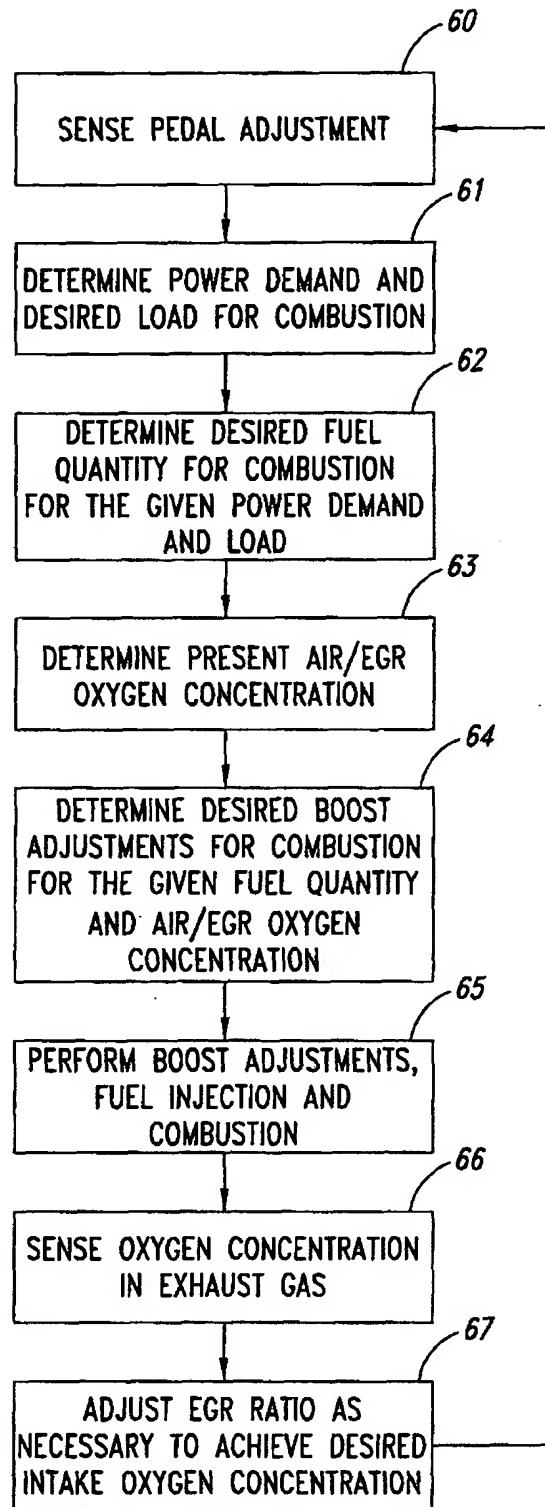 60
SENSE PEDAL ADJUSTMENT
61
DETERMINE POWER DEMAND AND
DESIRED LOAD FOR COMBUSTION
62
DETERMINE DESIRED FUEL
QUANTITY FOR COMBUSTION
FOR THE GIVEN POWER DEMAND
AND LOAD
63
DETERMINE PRESENT AIR/EGR
OXYGEN CONCENTRATION
64
DETERMINE DESIRED BOOST
ADJUSTMENTS FOR COMBUSTION
FOR THE GIVEN FUEL QUANTITY
AND AIR/EGR OXYGEN
CONCENTRATION
65
PERFORM BOOST ADJUSTMENTS,
FUEL INJECTION AND
COMBUSTION
66
SENSE OXYGEN CONCENTRATION
IN EXHAUST GAS
67
ADJUST EGR RATIO AS
NECESSARY TO ACHIEVE DESIRED
INTAKE OXYGEN CONCENTRATION